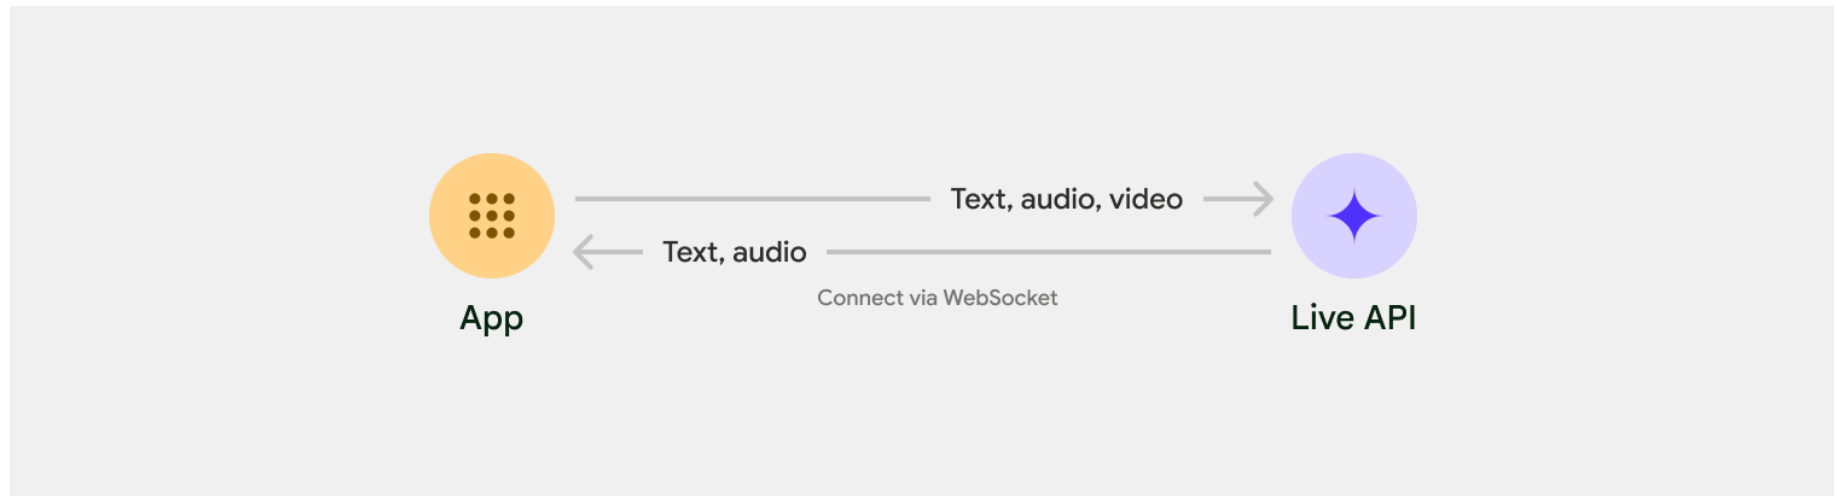 Text, audio, video
Text, audio
Connect via WebSocket
App
Live API